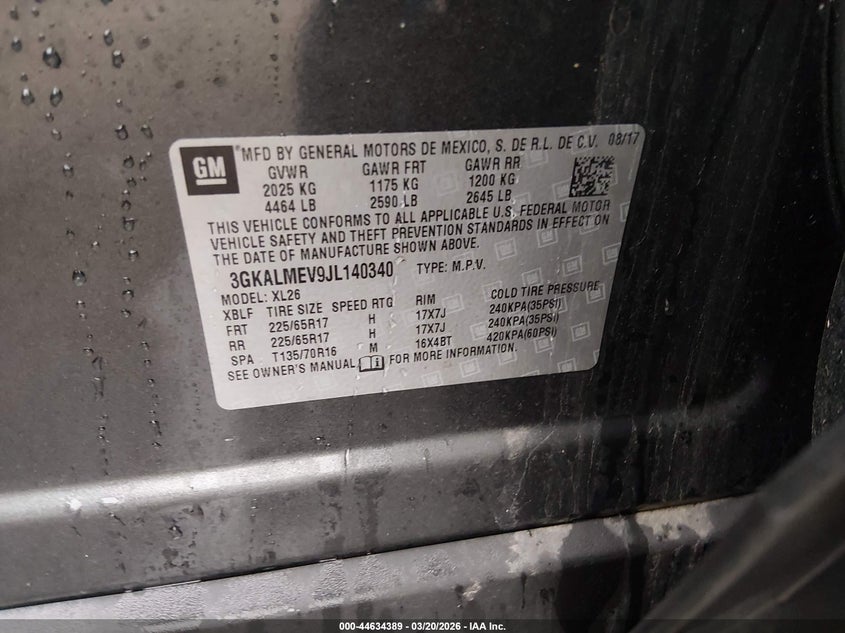 GM
MFD BY GENERAL MOTORS DE MEXICO, S. DE R.L. DE C.V. 08/17
GVWR GAWR FRT GAWR RR
2025 KG 1175 KG 1200 KG
4464 LB 2590 LB 2645 LB
THIS VEHICLE CONFORMS TO ALL APPLICABLE U.S. FEDERAL MOTOR
VEHICLE SAFETY AND THEFT PREVENTION STANDARDS IN EFFECT ON
THE DATE OF MANUFACTURE SHOWN ABOVE.
3GKALMEV9JL140340 TYPE: M.P.V.
MODEL: XL26
XBLF TIRE SIZE SPEED RTG RIM COLD TIRE PRESSURE
FRT 225/65R17 H 17X7J 240KPA(35PSI)
RR 225/65R17 H 17X7J 240KPA(35PSI)
SPA T135/70R16 M 16X4BT 420KPA(60PSI)
SEE OWNER'S MANUAL FOR MORE INFORMATION.
000-44634389 | 03/20/2026 - IAA Inc.